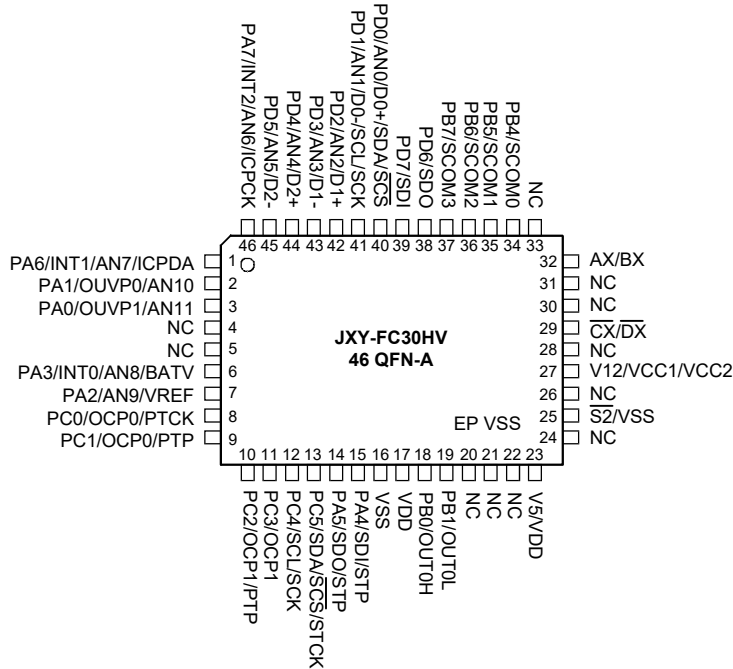 PA7/INT2/AN6/ICPCK
PD5/AN5/D2-
PD4/AN4/D2+
PD3/AN3/D1-
PD2/AN2/D1+
PD1/AN1/D0-/SCL/SCK
PD0/AN0/D0+/SDA/SCS
PD7/SDI
PD6/SDO
PB7/SCOM3
PB6/SCOM2
PB5/SCOM1
PB4/SCOM0
NC
46 45 44 43 42 41 40 39 38 37 36 35 34 33
PA6/INT1/AN7/ICPDA 1
PA1/OUVP0/AN10 2
PA0/OUVP1/AN11 3
NC 4
NC 5
PA3/INT0/AN8/BATV 6
PA2/AN9/VREF 7
PC0/OCP0/PTCK 8
PC1/OCP0/PTP 9
JXY-FC30HV
46 QFN-A
EP VSS
32 AX/BX
31 NC
30 NC
29 CX/DX
28 NC
27 V12/VCC1/VCC2
26 NC
25 S2/VSS
24 NC
10 11 12 13 14 15 16 17 18 19 20 21 22 23
PC2/OCP1/PTP
PC3/OCP1
PC4/SCL/SCK
PC5/SDA/SCS/STCK
PA5/SDO/STP
PA4/SDI/STP
VSS
VDD
PB0/OUT0H
PB1/OUT0L
NC
NC
NC
V5/VDD